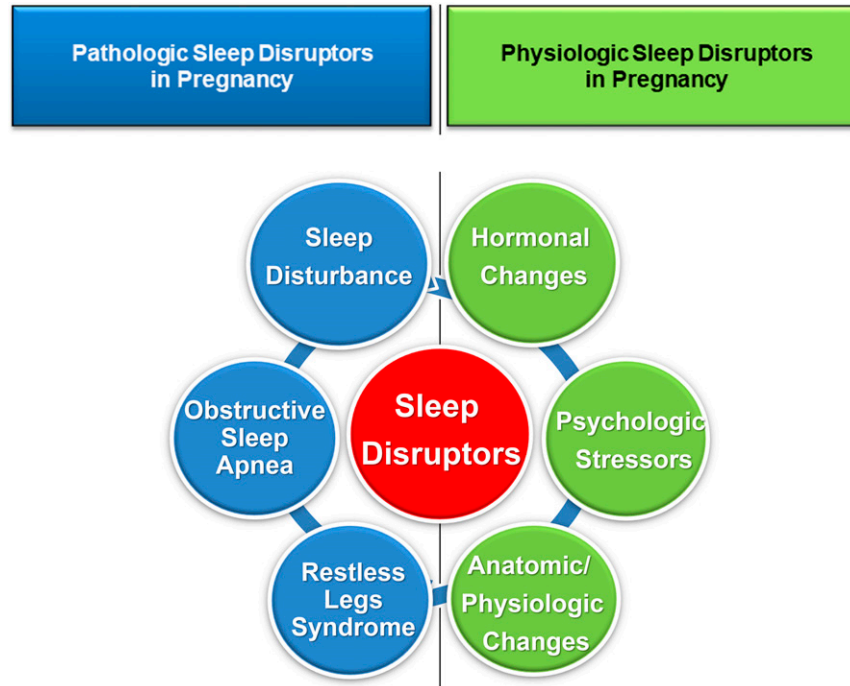 Pathologic Sleep Disruptors
in Pregnancy
Physiologic Sleep Disruptors
in Pregnancy
Sleep
Disturbance
Hormonal
Changes
Obstructive
Sleep
Apnea
Sleep
Disruptors
Psychologic
Stressors
Restless
Legs
Syndrome
Anatomic/
Physiologic
Changes